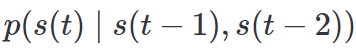 p(s(t) | s(t − 1), s(t − 2))